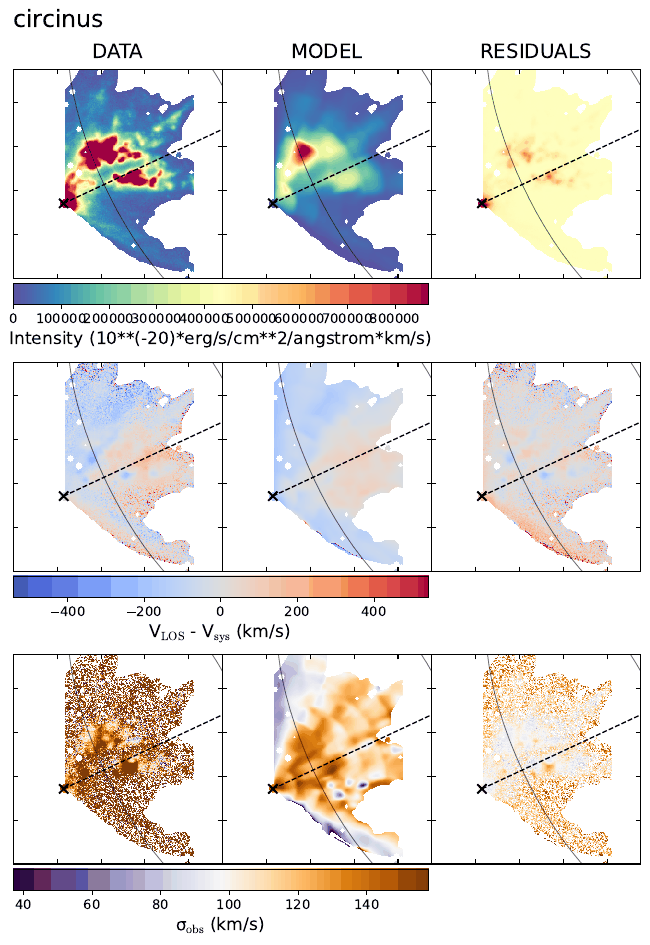 circinus
DATA MODEL RESIDUALS
0 100000 200000 300000 400000 500000 600000 700000 800000
Intensity (10**(-20)*erg/s/cm**2/angstrom*km/s)
−400 −200 0 200 400
V_LOS - V_sys (km/s)
40 60 80 100 120 140
σ_obs (km/s)